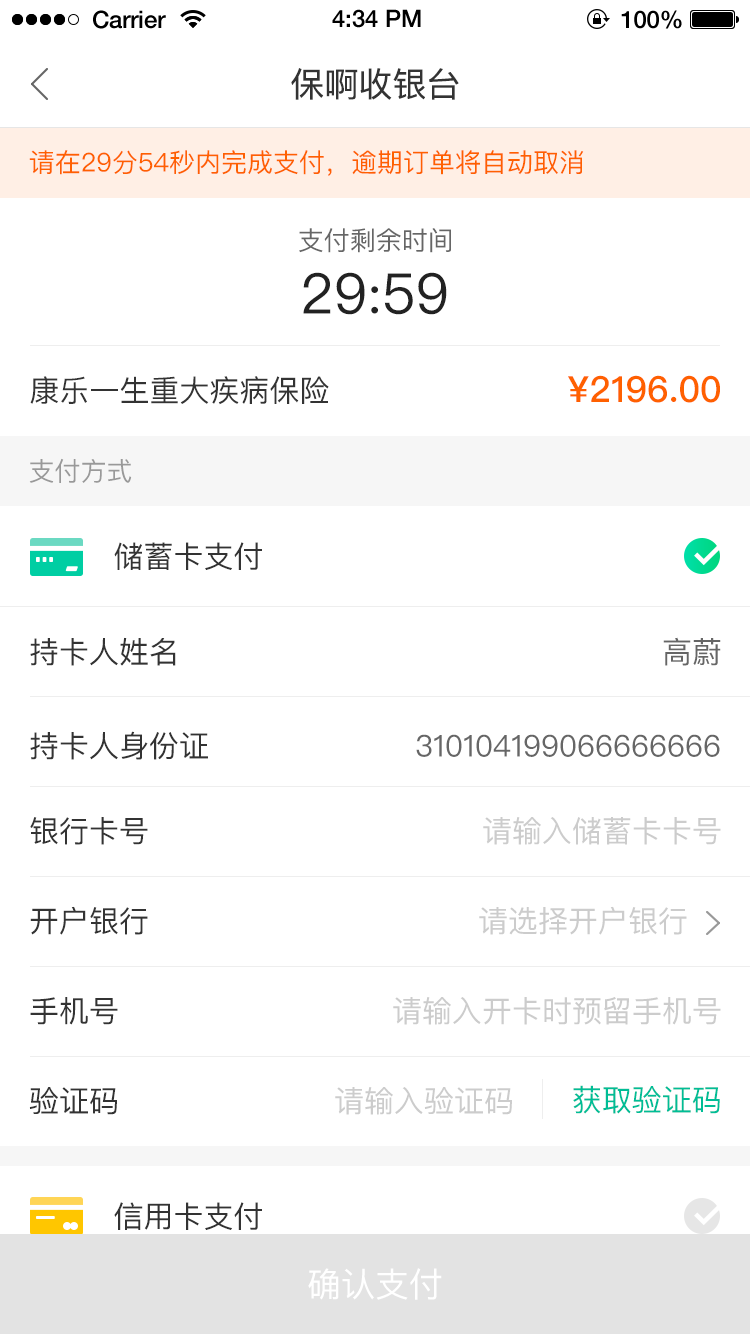 Carrier 4:34 PM 100%
保啊收银台
请在29分54秒内完成支付，逾期订单将自动取消
支付剩余时间
29:59
康乐一生重大疾病保险 ¥2196.00
支付方式
储蓄卡支付
持卡人姓名 高蔚
持卡人身份证 310104199066666666
银行卡号 请输入储蓄卡卡号
开户银行 请选择开户银行
手机号 请输入开卡时预留手机号
验证码 请输入验证码 获取验证码
信用卡支付
确认支付